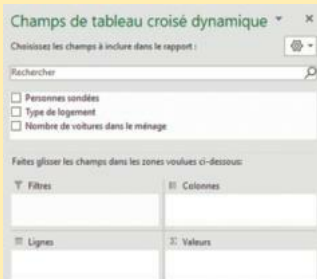 Champs de tableau croisé dynamique
Choisissez les champs à inclure dans le rapport :
Rechercher
Personnes sondées
Type de logement
Nombre de voitures dans le ménage
Faites glisser les champs dans les zones voulues ci-dessous:
Filtres
Colonnes
Lignes
Σ Valeurs